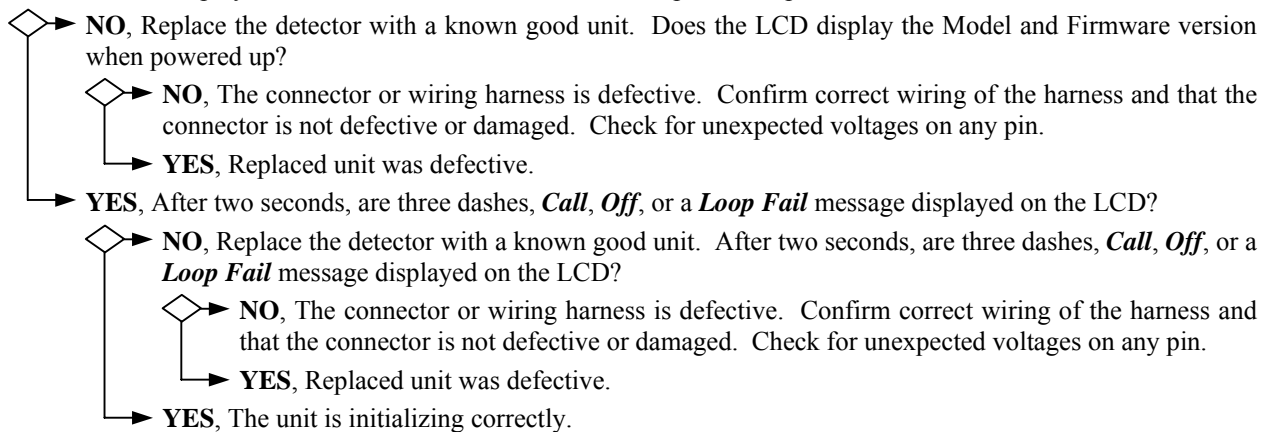 NO, Replace the detector with a known good unit. Does the LCD display the Model and Firmware version
when powered up?
NO, The connector or wiring harness is defective. Confirm correct wiring of the harness and that the
connector is not defective or damaged. Check for unexpected voltages on any pin.
YES, Replaced unit was defective.
YES, After two seconds, are three dashes, Call, Off, or a Loop Fail message displayed on the LCD?
NO, Replace the detector with a known good unit. After two seconds, are three dashes, Call, Off, or a
Loop Fail message displayed on the LCD?
NO, The connector or wiring harness is defective. Confirm correct wiring of the harness and
that the connector is not defective or damaged. Check for unexpected voltages on any pin.
YES, Replaced unit was defective.
YES, The unit is initializing correctly.